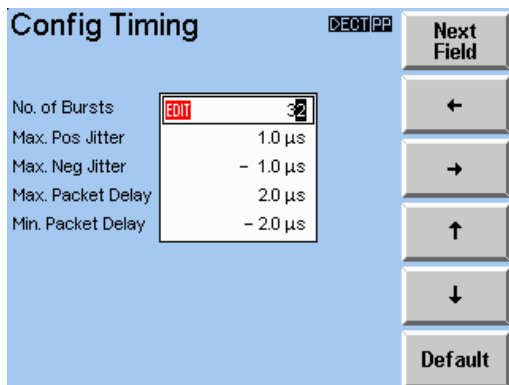 Config Timing
DECT PP
Next
Field
No. of Bursts EDIT 32
Max. Pos Jitter 1.0 µs
Max. Neg Jitter - 1.0 µs
Max. Packet Delay 2.0 µs
Min. Packet Delay - 2.0 µs
←
→
↑
↓
Default